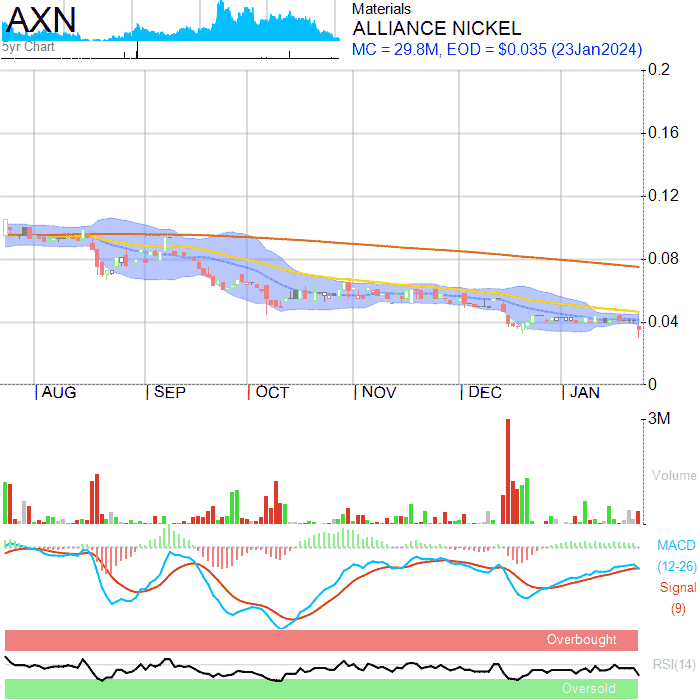 AXN
5yr Chart
Materials
ALLIANCE NICKEL
MC = 29.8M, EOD = $0.035 (23Jan2024)
0.2
0.16
0.12
0.08
0.04
0
AUG SEP OCT NOV DEC JAN
3M
Volume
MACD
(12-26)
Signal
(9)
Overbought
RSI(14)
Oversold